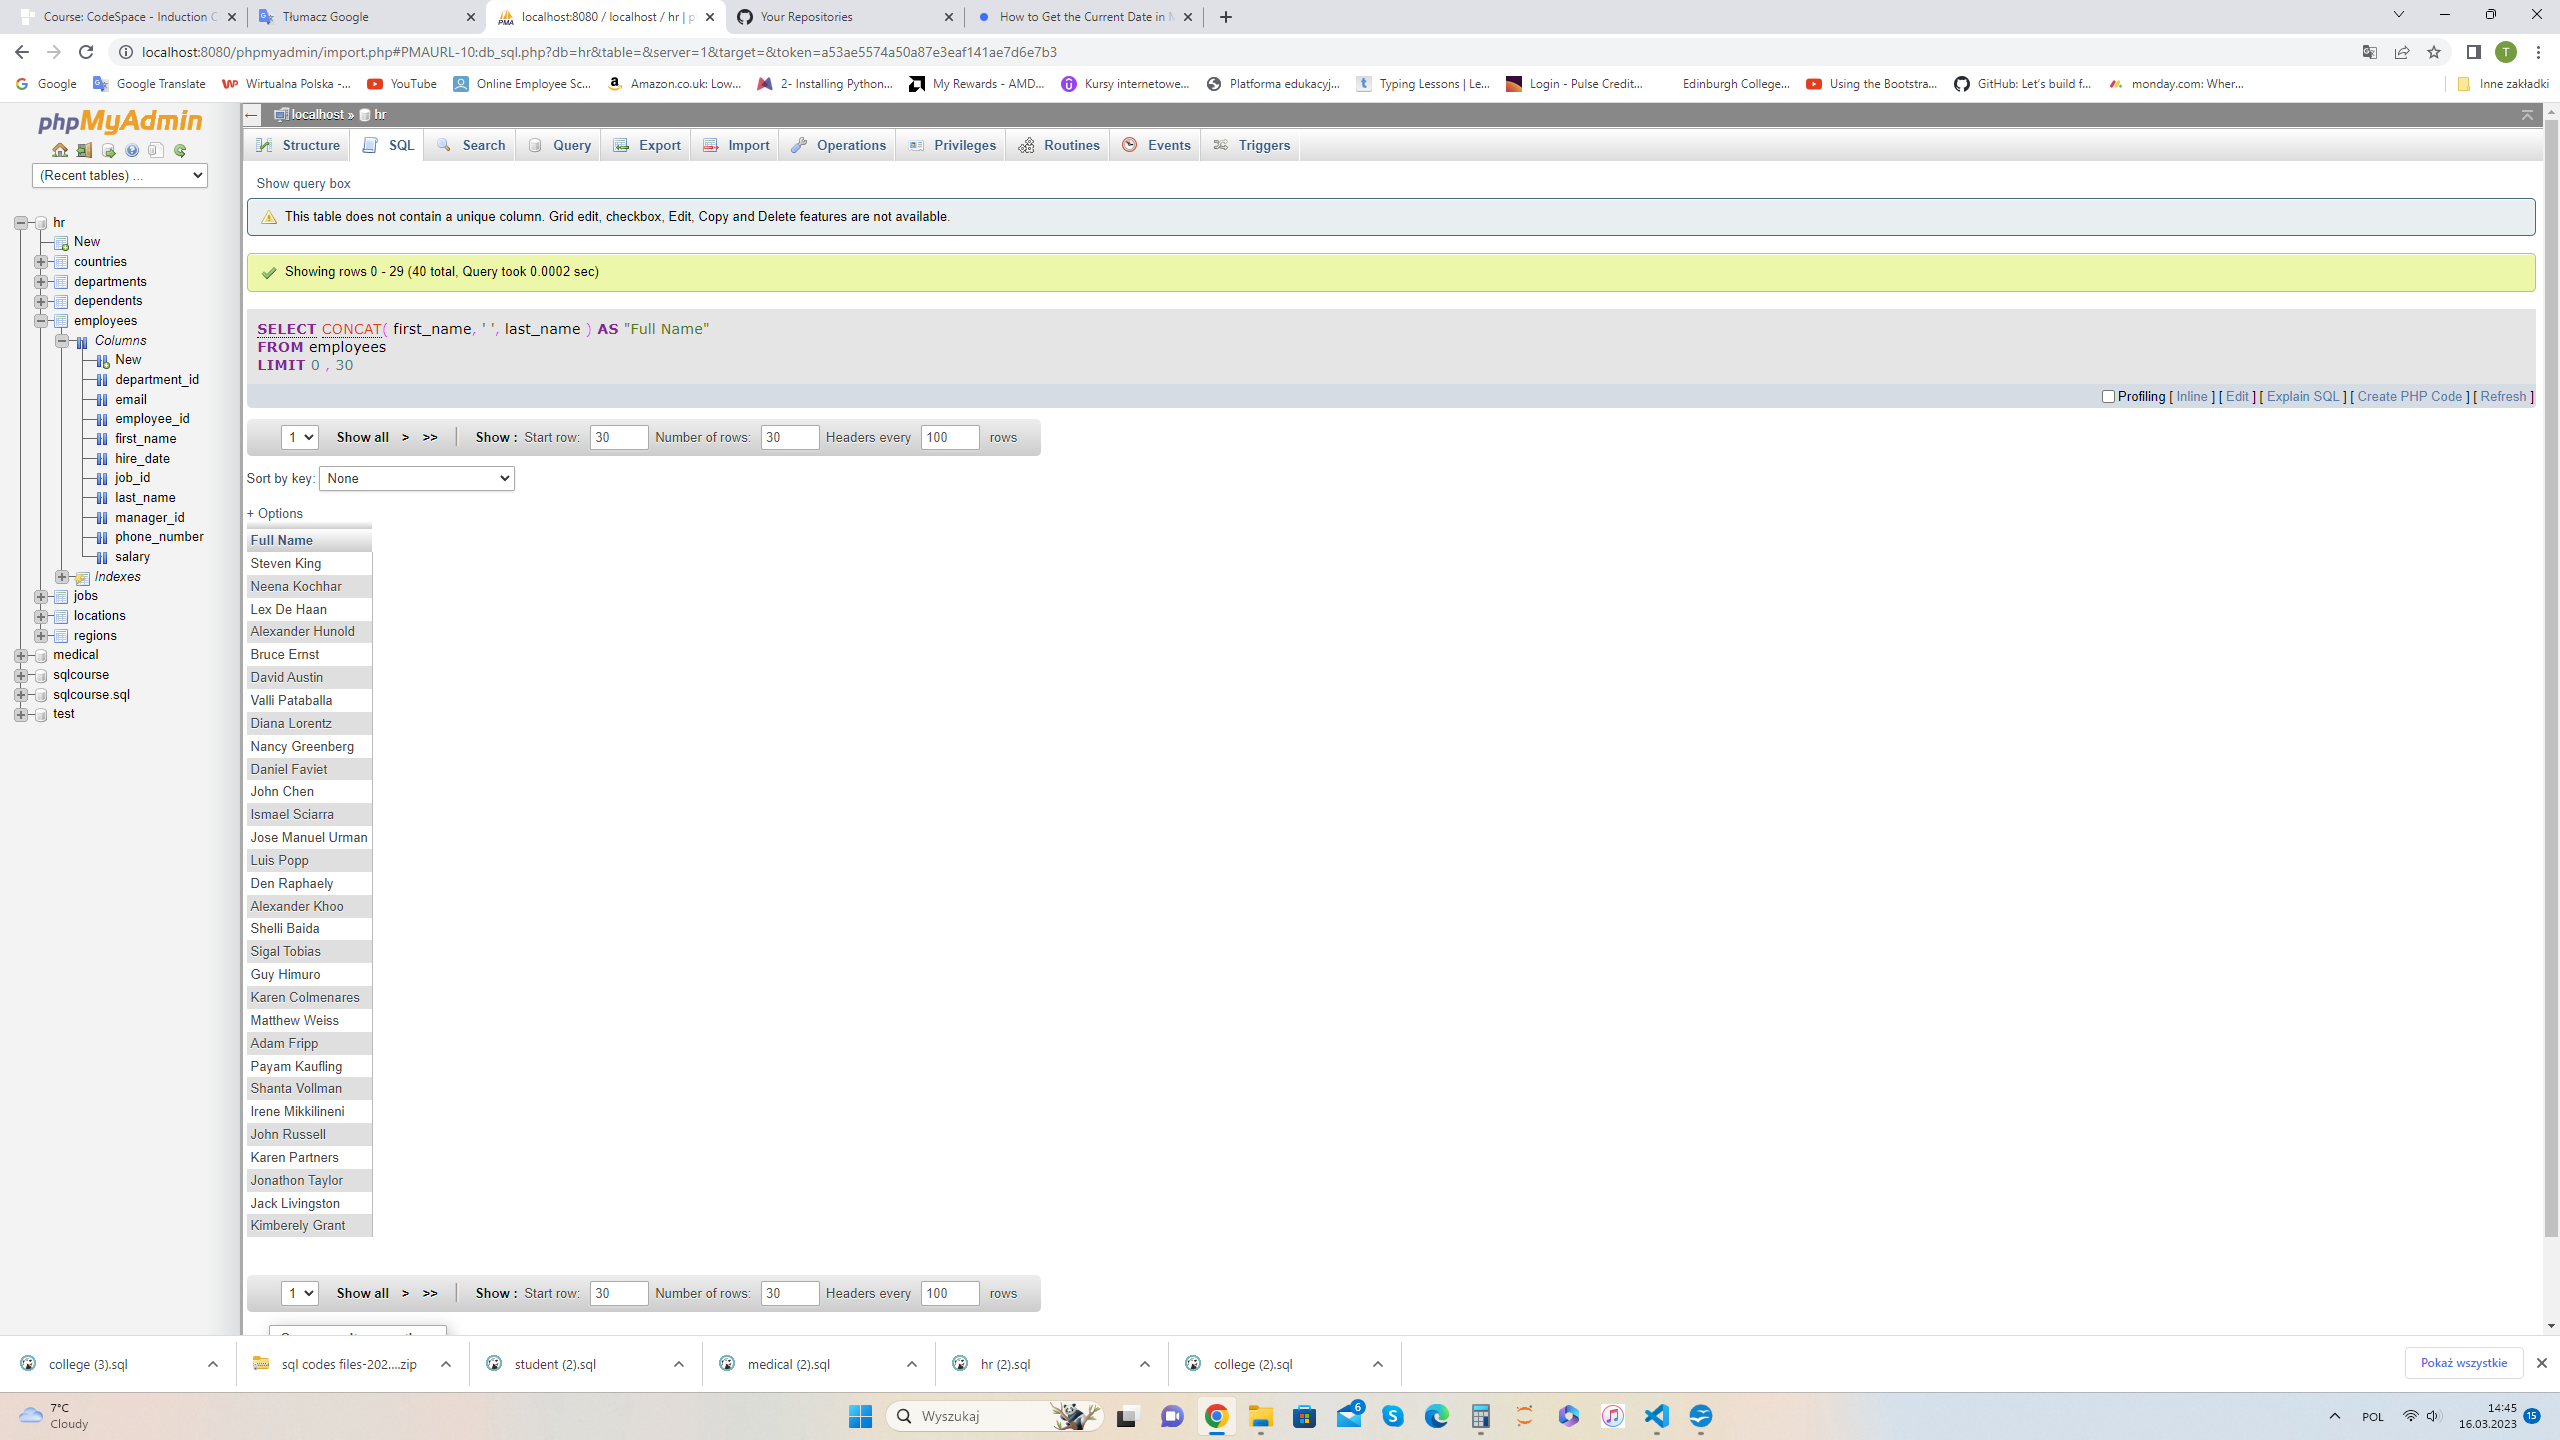 Course: CodeSpace - Induction C
Tłumacz Google
localhost:8080 / localhost / hr | p
Your Repositories
How to Get the Current Date in M
localhost:8080/phpmyadmin/import.php#PMAURL-10:db_sql.php?db=hr&table=&server=1&target=&token=a53ae5574a50a87e3eaf141ae7d6e7b3
T
Google
Google Translate
Wirtualna Polska -...
YouTube
Online Employee Sc...
Amazon.co.uk: Low...
2- Installing Python...
My Rewards - AMD...
Kursy internetowe...
Platforma edukacyj...
Typing Lessons | Le...
Login - Pulse Credit...
Edinburgh College...
Using the Bootstra...
GitHub: Let's build f...
monday.com: Wher...
Inne zakładki
phpMyAdmin
(Recent tables) ...
hr
New
countries
departments
dependents
employees
Columns
New
department_id
email
employee_id
first_name
hire_date
job_id
last_name
manager_id
phone_number
salary
Indexes
jobs
locations
regions
medical
sqlcourse
sqlcourse.sql
test
localhost » hr
Structure
SQL
Search
Query
Export
Import
Operations
Privileges
Routines
Events
Triggers
Show query box
This table does not contain a unique column. Grid edit, checkbox, Edit, Copy and Delete features are not available.
Showing rows 0 - 29 (40 total, Query took 0.0002 sec)
SELECT CONCAT( first_name, ' ', last_name ) AS "Full Name"
FROM employees
LIMIT 0 , 30
Profiling [ Inline ] [ Edit ] [ Explain SQL ] [ Create PHP Code ] [ Refresh ]
1 Show all > >> Show : Start row: 30 Number of rows: 30 Headers every 100 rows
Sort by key: None
+ Options
Full Name
Steven King
Neena Kochhar
Lex De Haan
Alexander Hunold
Bruce Ernst
David Austin
Valli Pataballa
Diana Lorentz
Nancy Greenberg
Daniel Faviet
John Chen
Ismael Sciarra
Jose Manuel Urman
Luis Popp
Den Raphaely
Alexander Khoo
Shelli Baida
Sigal Tobias
Guy Himuro
Karen Colmenares
Matthew Weiss
Adam Fripp
Payam Kaufling
Shanta Vollman
Irene Mikkilineni
John Russell
Karen Partners
Jonathon Taylor
Jack Livingston
Kimberely Grant
1 Show all > >> Show : Start row: 30 Number of rows: 30 Headers every 100 rows
college (3).sql
sql codes files-202....zip
student (2).sql
medical (2).sql
hr (2).sql
college (2).sql
Pokaż wszystkie
7°C
Cloudy
Wyszukaj
6
POL
14:45
16.03.2023
15